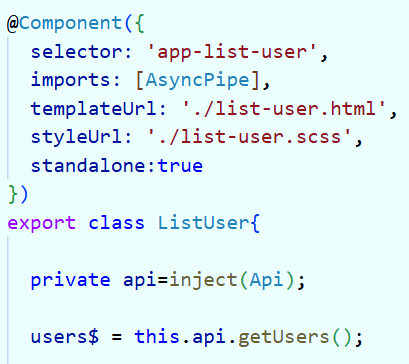 @Component({
  selector: 'app-list-user',
  imports: [AsyncPipe],
  templateUrl: './list-user.html',
  styleUrl: './list-user.scss',
  standalone:true
})
export class ListUser{
  private api=inject(Api);
  users$ = this.api.getUsers();